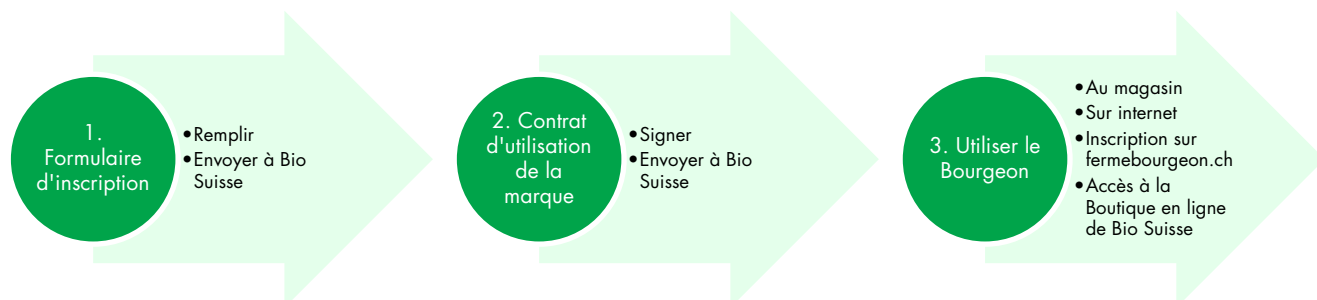 1.
Formulaire
d'inscription
•Remplir
•Envoyer à Bio
Suisse
2. Contrat
d'utilisation
de la
marque
•Signer
•Envoyer à Bio
Suisse
3. Utiliser le
Bourgeon
•Au magasin
•Sur internet
•Inscription sur
fermebourgeon.ch
•Accès à la
Boutique en ligne
de Bio Suisse